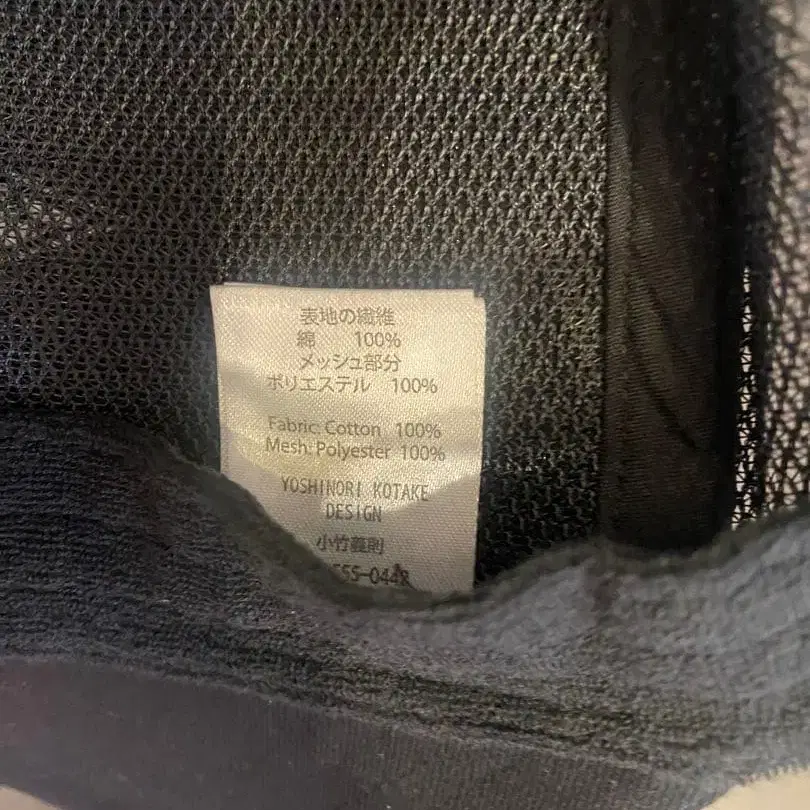 表地の繊維
綿 100%
メッシュ部分
ポリエステル 100%
Fabric: Cotton 100%
Mesh: Polyester 100%
YOSHINORI KOTAKE
DESIGN
小竹義則